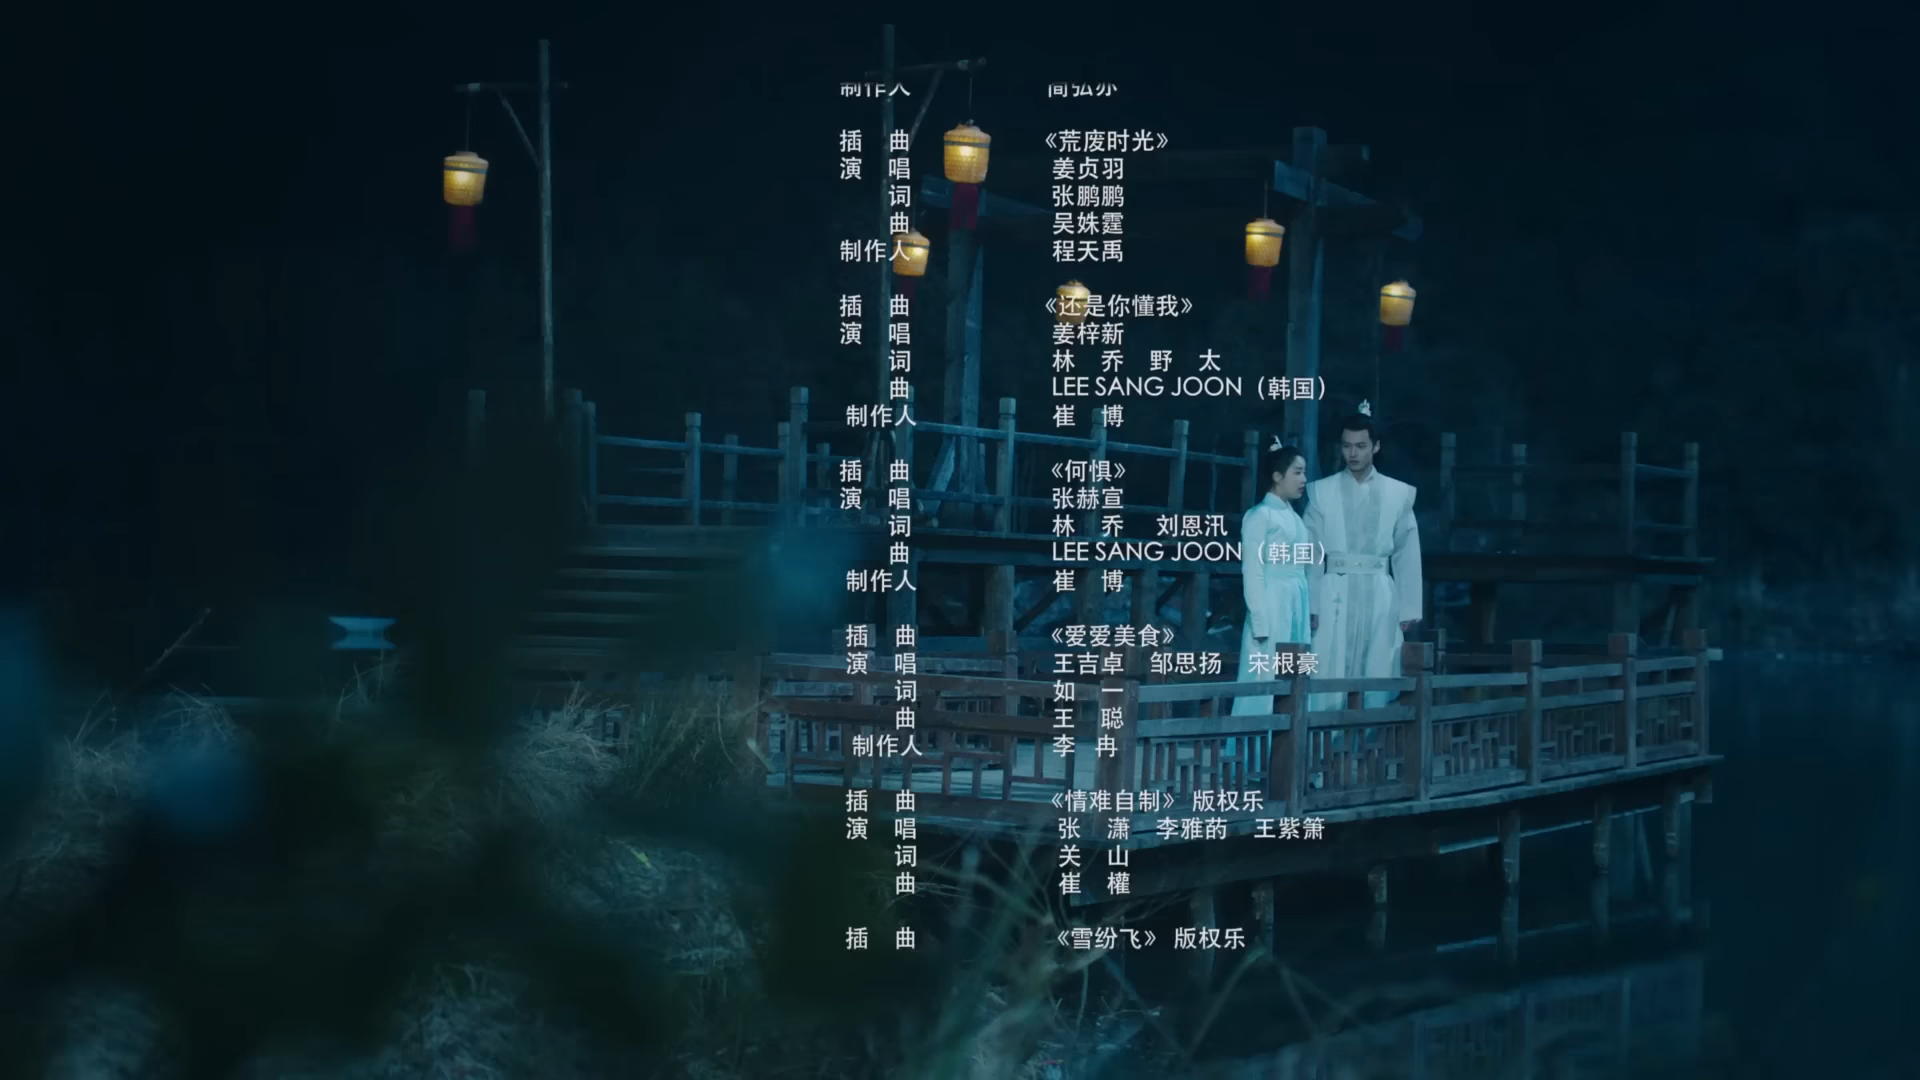 制作人 简弘亦
插 曲 《荒废时光》
演 唱 姜贞羽
词 张鹏鹏
曲 吴姝霆
制作人 程天禹
插 曲 《还是你懂我》
演 唱 姜梓新
词 林 乔 野 太
曲 LEE SANG JOON（韩国）
制作人 崔 博
插 曲 《何惧》
演 唱 张赫宣
词 林 乔 刘恩汛
曲 LEE SANG JOON（韩国）
制作人 崔 博
插 曲 《爱爱美食》
演 唱 王吉卓 邹思扬 宋根豪
词 如 一
曲 王 聪
制作人 李 冉
插 曲 《情难自制》 版权乐
演 唱 张 潇 李雅菂 王紫箫
词 关 山
曲 崔 權
插 曲 《雪纷飞》 版权乐